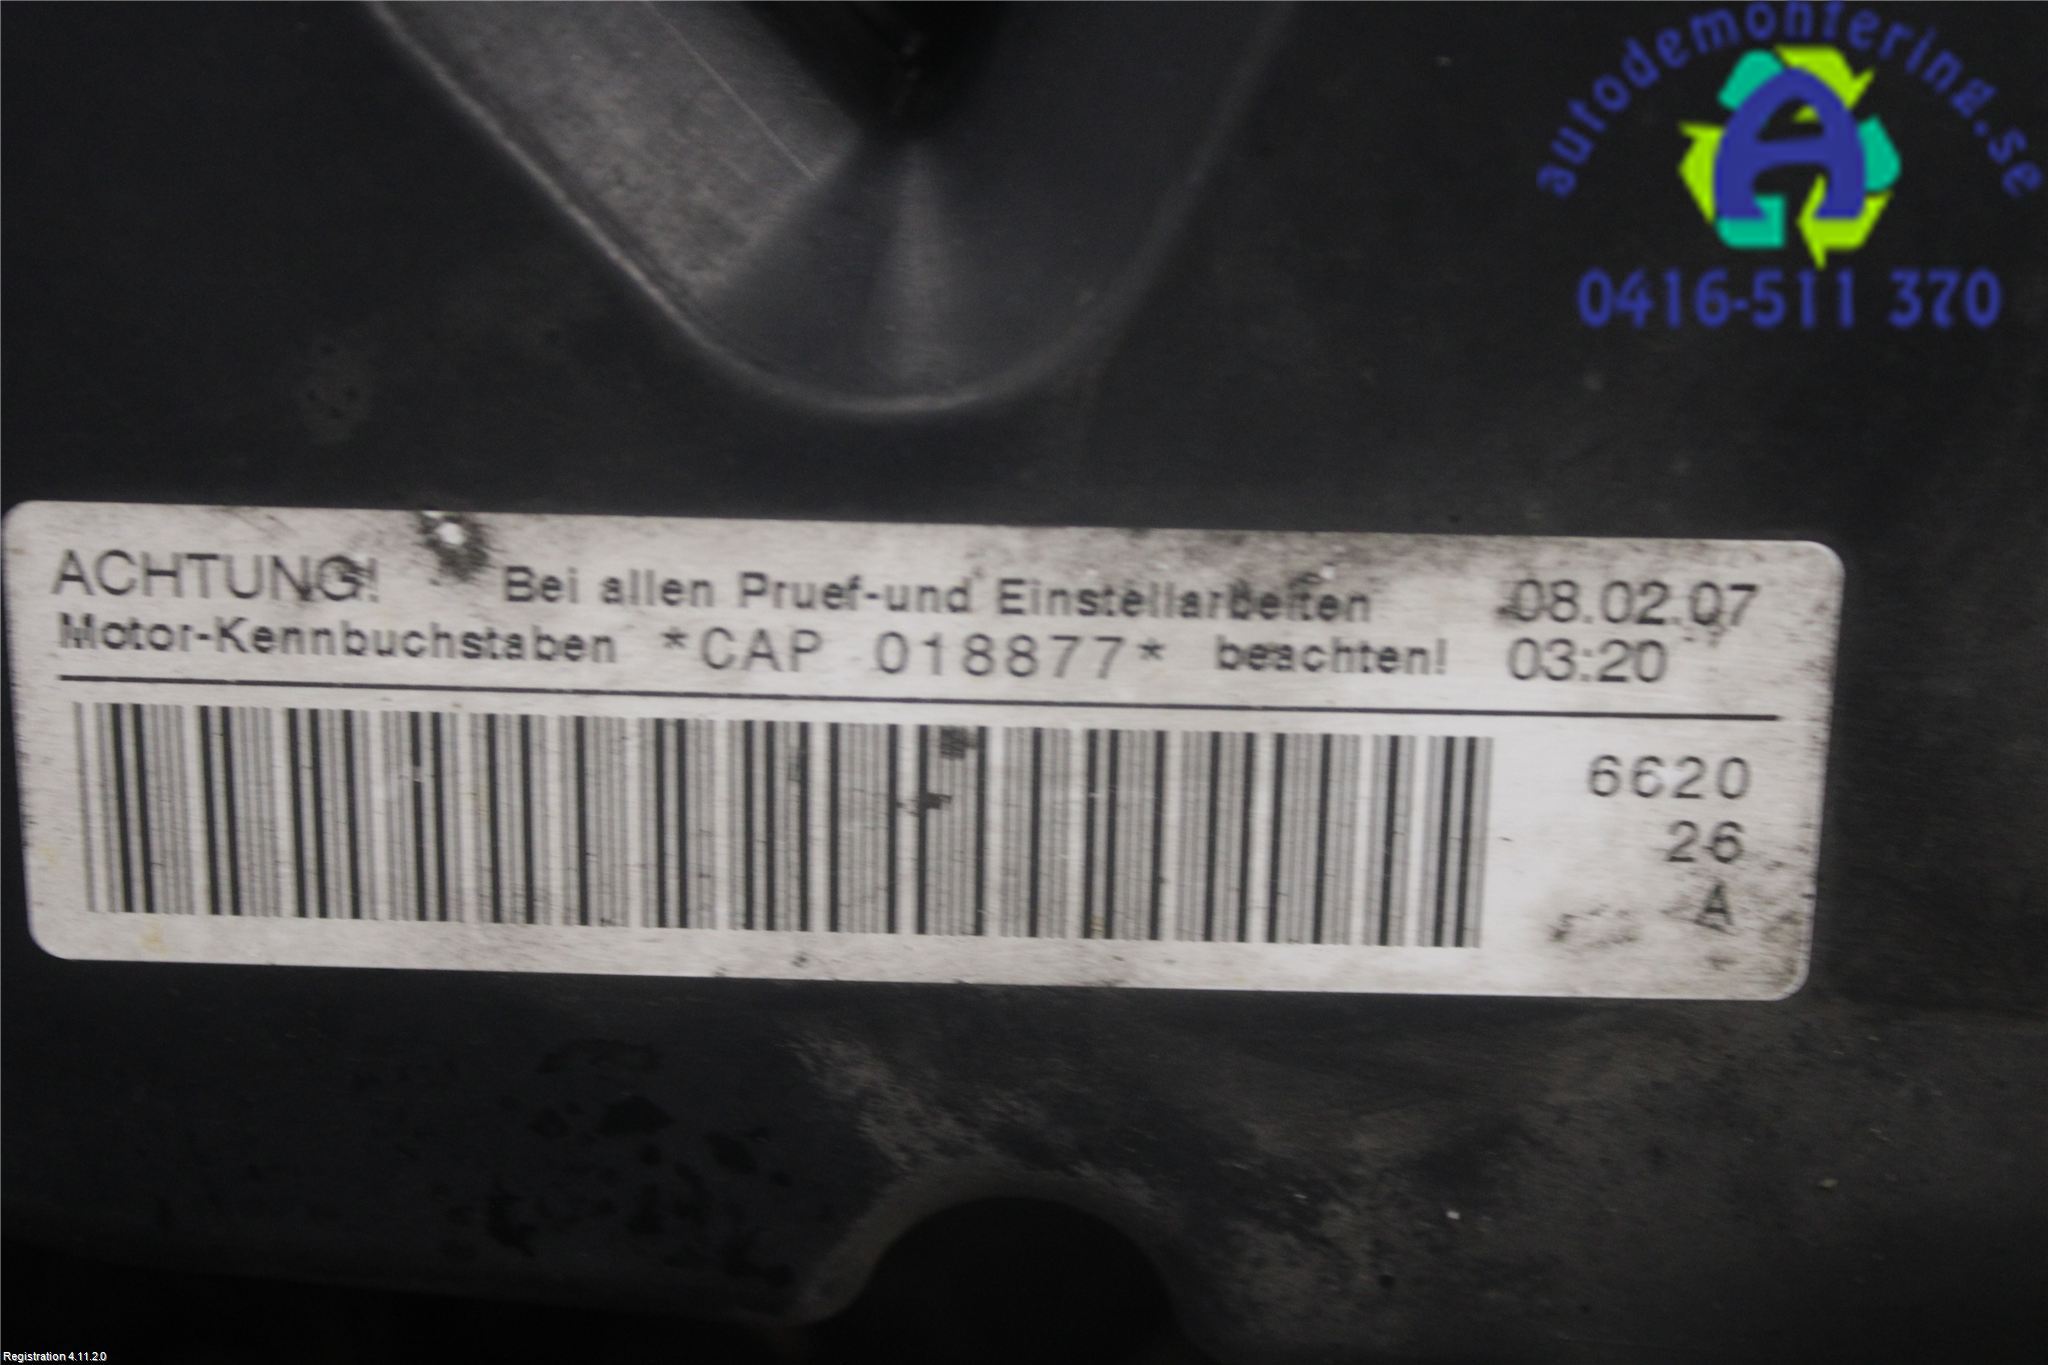 autodemontering.se
A
0416-511 370
ACHTUNG! Bei allen Pruef-und Einstellarbeiten 08.02.07
Motor-Kennbuchstaben *CAP 018877* beachten! 03:20
6620
26
A
Registration 4.11.2.0